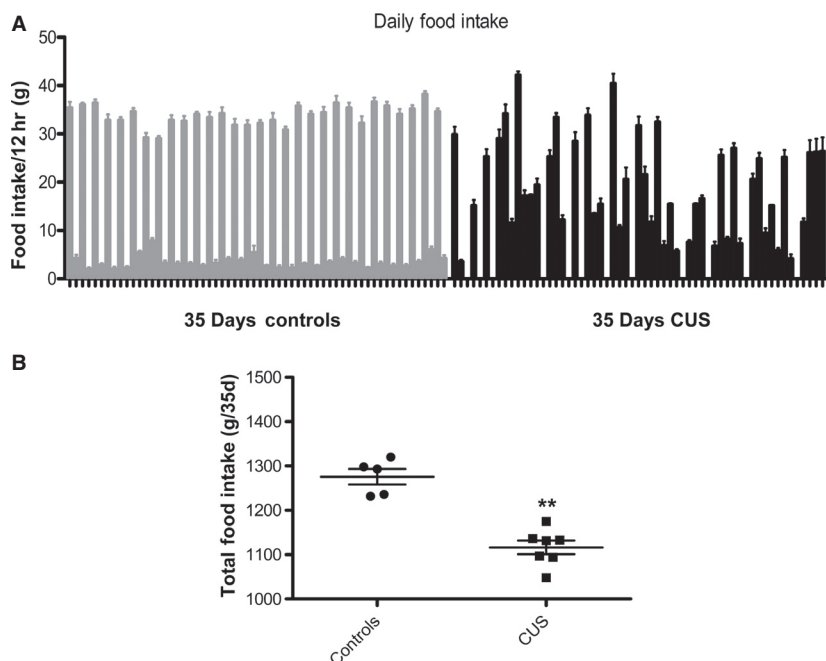 A
Daily food intake
Food intake/12 hr (g)
50
40
30
20
10
0
35 Days controls
35 Days CUS
B
Total food intake (g/35d)
1500
1400
1300
1200
1100
1000
**
Controls
CUS